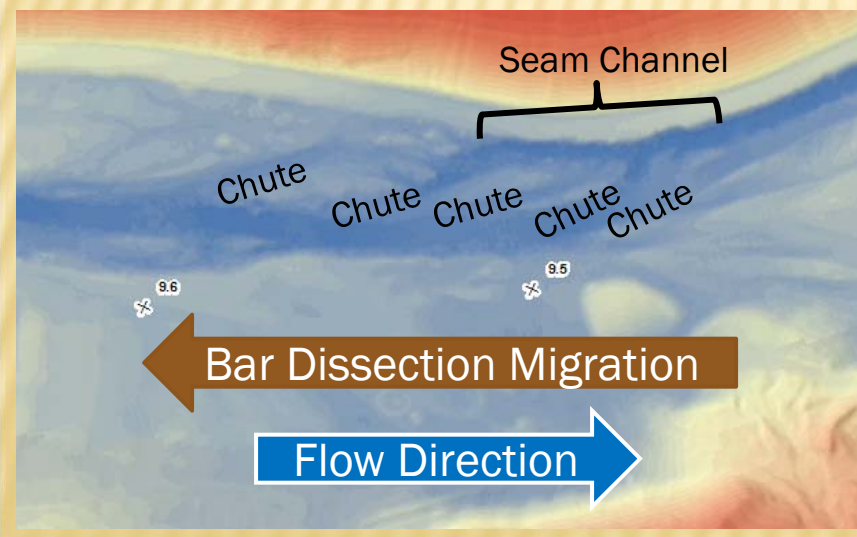 Seam Channel
Chute
Chute
Chute
Chute
Chute
9.6
9.5
Bar Dissection Migration
Flow Direction